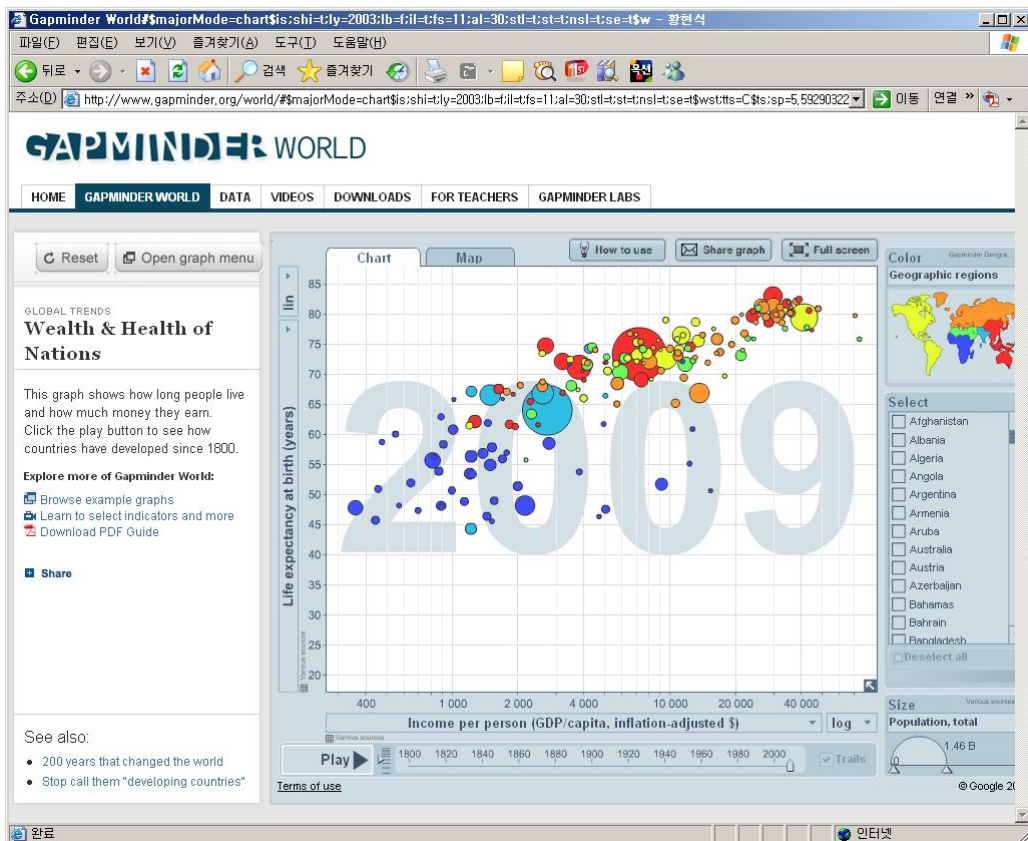 Gapminder World#$majorMode=chart$is;shi=t;ly=2003;lb=f;il=t;fs=11;al=30;stl=t;st=t;nsl=t;se=t$w - 황현식
파일(F) 편집(E) 보기(V) 즐겨찾기(A) 도구(T) 도움말(H)
뒤로 검색 즐겨찾기 옥션
주소(D) http://www.gapminder.org/world/#$majorMode=chart$is;shi=t;ly=2003;lb=f;il=t;fs=11;al=30;stl=t;st=t;nsl=t;se=t$wst;tts=C$ts;sp=5,59290322 이동 연결 »
GAPMINDER WORLD
HOME GAPMINDER WORLD DATA VIDEOS DOWNLOADS FOR TEACHERS GAPMINDER LABS
Reset Open graph menu
GLOBAL TRENDS
Wealth & Health of
Nations
This graph shows how long people live
and how much money they earn.
Click the play button to see how
countries have developed since 1800.
Explore more of Gapminder World:
Browse example graphs
Learn to select indicators and more
Download PDF Guide
Share
See also:
200 years that changed the world
Stop call them "developing countries"
Chart Map
How to use Share graph Full screen
lin
Life expectancy at birth (years)
Various sources
85
80
75
70
65
60
55
50
45
40
35
30
25
20
2009
400 1 000 2 000 4 000 10 000 20 000 40 000
Income per person (GDP/capita, inflation-adjusted $) log
Various sources
Play 1800 1820 1840 1860 1880 1900 1920 1940 1960 1980 2000 Trails
Terms of use
Color Gapminder Geogra...
Geographic regions
Select
Afghanistan
Albania
Algeria
Angola
Argentina
Armenia
Aruba
Australia
Austria
Azerbaijan
Bahamas
Bahrain
Bangladesh
Deselect all
Size Various sources
Population, total
1.46 B
0
© Google 20
완료 인터넷